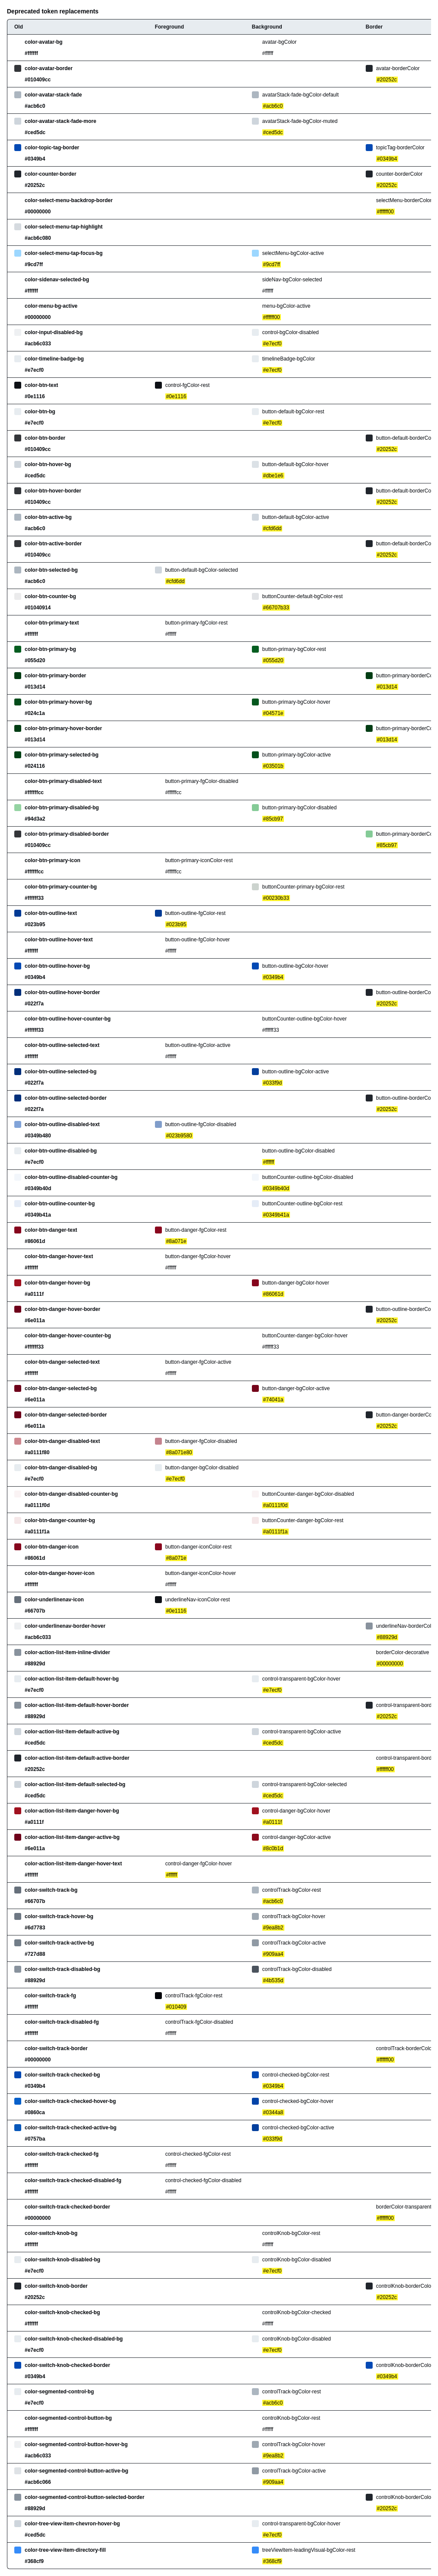 Deprecated token replacements
Old Foreground Background Border
color-avatar-bg avatar-bgColor
#ffffff #ffffff
color-avatar-border avatar-borderColor
#010409cc #20252c
color-avatar-stack-fade avatarStack-fade-bgColor-default
#acb6c0 #acb6c0
color-avatar-stack-fade-more avatarStack-fade-bgColor-muted
#ced5dc #ced5dc
color-topic-tag-border topicTag-borderColor
#0349b4 #0349b4
color-counter-border counter-borderColor
#20252c #20252c
color-select-menu-backdrop-border selectMenu-borderColor
#00000000 #ffffff00
color-select-menu-tap-highlight
#acb6c080
color-select-menu-tap-focus-bg selectMenu-bgColor-active
#9cd7ff #9cd7ff
color-sidenav-selected-bg sideNav-bgColor-selected
#ffffff #ffffff
color-menu-bg-active menu-bgColor-active
#00000000 #ffffff00
color-input-disabled-bg control-bgColor-disabled
#acb6c033 #e7ecf0
color-timeline-badge-bg timelineBadge-bgColor
#e7ecf0 #e7ecf0
color-btn-text control-fgColor-rest
#0e1116 #0e1116
color-btn-bg button-default-bgColor-rest
#e7ecf0 #e7ecf0
color-btn-border button-default-borderCo
#010409cc #20252c
color-btn-hover-bg button-default-bgColor-hover
#ced5dc #dbe1e6
color-btn-hover-border button-default-borderCo
#010409cc #20252c
color-btn-active-bg button-default-bgColor-active
#acb6c0 #cfd6dd
color-btn-active-border button-default-borderCo
#010409cc #20252c
color-btn-selected-bg button-default-bgColor-selected
#acb6c0 #cfd6dd
color-btn-counter-bg buttonCounter-default-bgColor-rest
#01040914 #66707b33
color-btn-primary-text button-primary-fgColor-rest
#ffffff #ffffff
color-btn-primary-bg button-primary-bgColor-rest
#055d20 #055d20
color-btn-primary-border button-primary-borderCo
#013d14 #013d14
color-btn-primary-hover-bg button-primary-bgColor-hover
#024c1a #04571e
color-btn-primary-hover-border button-primary-borderCo
#013d14 #013d14
color-btn-primary-selected-bg button-primary-bgColor-active
#024116 #03501b
color-btn-primary-disabled-text button-primary-fgColor-disabled
#ffffffcc #ffffffcc
color-btn-primary-disabled-bg button-primary-bgColor-disabled
#94d3a2 #85cb97
color-btn-primary-disabled-border button-primary-borderCo
#010409cc #85cb97
color-btn-primary-icon button-primary-iconColor-rest
#ffffffcc #ffffffcc
color-btn-primary-counter-bg buttonCounter-primary-bgColor-rest
#ffffff33 #00230b33
color-btn-outline-text button-outline-fgColor-rest
#023b95 #023b95
color-btn-outline-hover-text button-outline-fgColor-hover
#ffffff #ffffff
color-btn-outline-hover-bg button-outline-bgColor-hover
#0349b4 #0349b4
color-btn-outline-hover-border button-outline-borderCo
#022f7a #20252c
color-btn-outline-hover-counter-bg buttonCounter-outline-bgColor-hover
#ffffff33 #ffffff33
color-btn-outline-selected-text button-outline-fgColor-active
#ffffff #ffffff
color-btn-outline-selected-bg button-outline-bgColor-active
#022f7a #033f9d
color-btn-outline-selected-border button-outline-borderCo
#022f7a #20252c
color-btn-outline-disabled-text button-outline-fgColor-disabled
#0349b480 #023b9580
color-btn-outline-disabled-bg button-outline-bgColor-disabled
#e7ecf0 #ffffff
color-btn-outline-disabled-counter-bg buttonCounter-outline-bgColor-disabled
#0349b40d #0349b40d
color-btn-outline-counter-bg buttonCounter-outline-bgColor-rest
#0349b41a #0349b41a
color-btn-danger-text button-danger-fgColor-rest
#86061d #8a071e
color-btn-danger-hover-text button-danger-fgColor-hover
#ffffff #ffffff
color-btn-danger-hover-bg button-danger-bgColor-hover
#a0111f #86061d
color-btn-danger-hover-border button-outline-borderCo
#6e011a #20252c
color-btn-danger-hover-counter-bg buttonCounter-danger-bgColor-hover
#ffffff33 #ffffff33
color-btn-danger-selected-text button-danger-fgColor-active
#ffffff #ffffff
color-btn-danger-selected-bg button-danger-bgColor-active
#6e011a #74041a
color-btn-danger-selected-border button-danger-borderCo
#6e011a #20252c
color-btn-danger-disabled-text button-danger-fgColor-disabled
#a0111f80 #8a071e80
color-btn-danger-disabled-bg button-danger-bgColor-disabled
#e7ecf0 #e7ecf0
color-btn-danger-disabled-counter-bg buttonCounter-danger-bgColor-disabled
#a0111f0d #a0111f0d
color-btn-danger-counter-bg buttonCounter-danger-bgColor-rest
#a0111f1a #a0111f1a
color-btn-danger-icon button-danger-iconColor-rest
#86061d #8a071e
color-btn-danger-hover-icon button-danger-iconColor-hover
#ffffff #ffffff
color-underlinenav-icon underlineNav-iconColor-rest
#66707b #0e1116
color-underlinenav-border-hover underlineNav-borderCol
#acb6c033 #88929d
color-action-list-item-inline-divider borderColor-decorative
#88929d #00000000
color-action-list-item-default-hover-bg control-transparent-bgColor-hover
#e7ecf0 #e7ecf0
color-action-list-item-default-hover-border control-transparent-bord
#88929d #20252c
color-action-list-item-default-active-bg control-transparent-bgColor-active
#ced5dc #ced5dc
color-action-list-item-default-active-border control-transparent-bord
#20252c #ffffff00
color-action-list-item-default-selected-bg control-transparent-bgColor-selected
#ced5dc #ced5dc
color-action-list-item-danger-hover-bg control-danger-bgColor-hover
#a0111f #a0111f
color-action-list-item-danger-active-bg control-danger-bgColor-active
#6e011a #8c0b1d
color-action-list-item-danger-hover-text control-danger-fgColor-hover
#ffffff #ffffff
color-switch-track-bg controlTrack-bgColor-rest
#66707b #acb6c0
color-switch-track-hover-bg controlTrack-bgColor-hover
#6d7783 #9ea8b2
color-switch-track-active-bg controlTrack-bgColor-active
#727d88 #909aa4
color-switch-track-disabled-bg controlTrack-bgColor-disabled
#88929d #4b535d
color-switch-track-fg controlTrack-fgColor-rest
#ffffff #010409
color-switch-track-disabled-fg controlTrack-fgColor-disabled
#ffffff #ffffff
color-switch-track-border controlTrack-borderColo
#00000000 #ffffff00
color-switch-track-checked-bg control-checked-bgColor-rest
#0349b4 #0349b4
color-switch-track-checked-hover-bg control-checked-bgColor-hover
#0860ca #0344a8
color-switch-track-checked-active-bg control-checked-bgColor-active
#0757ba #033f9d
color-switch-track-checked-fg control-checked-fgColor-rest
#ffffff #ffffff
color-switch-track-checked-disabled-fg control-checked-fgColor-disabled
#ffffff #ffffff
color-switch-track-checked-border borderColor-transparent
#00000000 #ffffff00
color-switch-knob-bg controlKnob-bgColor-rest
#ffffff #ffffff
color-switch-knob-disabled-bg controlKnob-bgColor-disabled
#e7ecf0 #e7ecf0
color-switch-knob-border controlKnob-borderColo
#20252c #20252c
color-switch-knob-checked-bg controlKnob-bgColor-checked
#ffffff #ffffff
color-switch-knob-checked-disabled-bg controlKnob-bgColor-disabled
#e7ecf0 #e7ecf0
color-switch-knob-checked-border controlKnob-borderColo
#0349b4 #0349b4
color-segmented-control-bg controlTrack-bgColor-rest
#e7ecf0 #acb6c0
color-segmented-control-button-bg controlKnob-bgColor-rest
#ffffff #ffffff
color-segmented-control-button-hover-bg controlTrack-bgColor-hover
#acb6c033 #9ea8b2
color-segmented-control-button-active-bg controlTrack-bgColor-active
#acb6c066 #909aa4
color-segmented-control-button-selected-border controlKnob-borderColo
#88929d #20252c
color-tree-view-item-chevron-hover-bg control-transparent-bgColor-hover
#ced5dc #e7ecf0
color-tree-view-item-directory-fill treeViewItem-leadingVisual-bgColor-rest
#368cf9 #368cf9